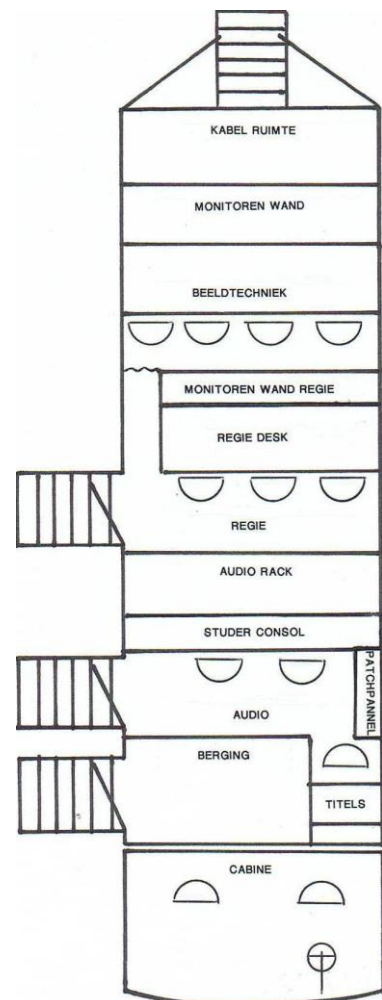 KABEL RUIMTE
MONITOREN WAND
BEELDTECHNIEK
MONITOREN WAND REGIE
REGIE DESK
REGIE
AUDIO RACK
STUDER CONSOL
PATCHPANNEL
AUDIO
BERGING
TITELS
CABINE